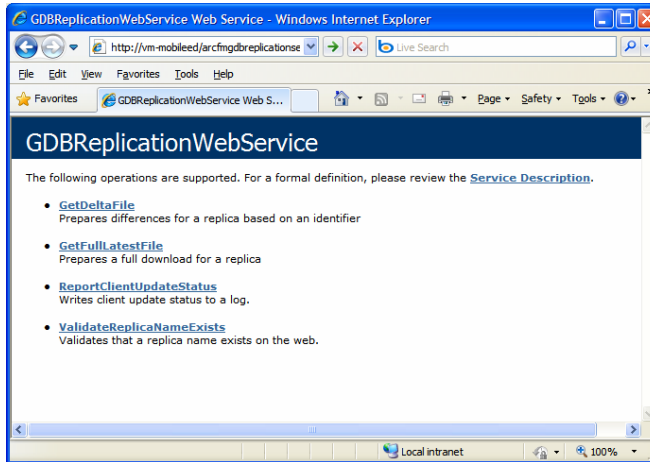 GDBReplicationWebService Web Service - Windows Internet Explorer
http://vm-mobileed/arcfmgdbreplicationse
Live Search
File Edit View Favorites Tools Help
Favorites GDBReplicationWebService Web S... Page Safety Tools
GDBReplicationWebService
The following operations are supported. For a formal definition, please review the Service Description.
• GetDeltaFile
Prepares differences for a replica based on an identifier
• GetFullLatestFile
Prepares a full download for a replica
• ReportClientUpdateStatus
Writes client update status to a log.
• ValidateReplicaNameExists
Validates that a replica name exists on the web.
Local intranet 100%